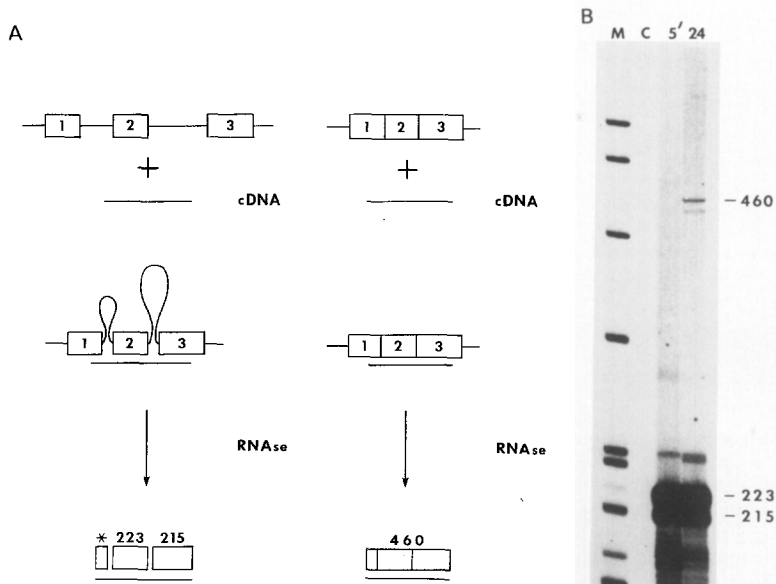 A
1 2 3
1 2 3
+
+
cDNA
cDNA
1 2 3
1 2 3
RNAse
RNAse
* 223 215
460
B
M C 5′ 24
– 460
– 223
– 215